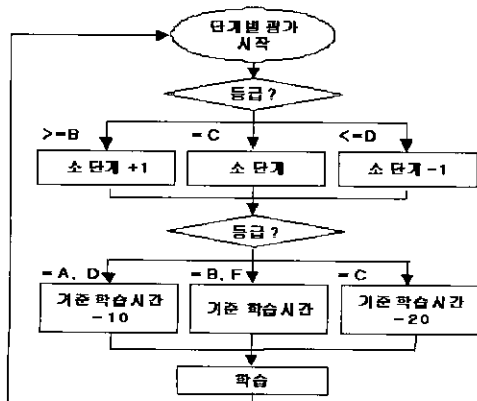 단계별 평가
시작
등급?
>=B
=C
<=D
소 단계 +1
소 단계
소 단계 -1
등급?
=A, D
=B, F
=C
기준 학습시간
-10
기준 학습시간
기준 학습시간
-20
학습